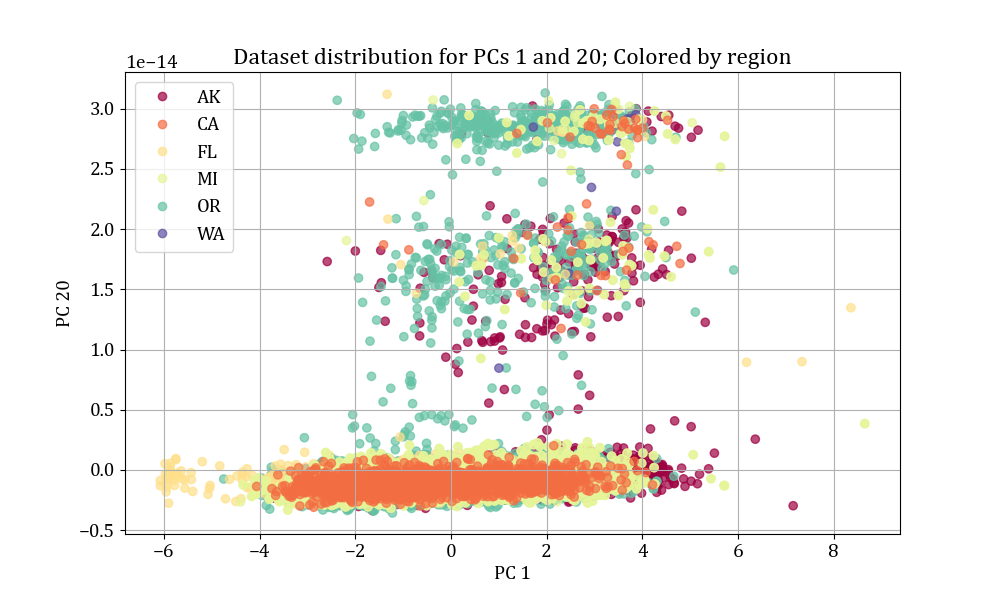 Dataset distribution for PCs 1 and 20; Colored by region
1e−14
AK
CA
FL
MI
OR
WA
3.0
2.5
2.0
1.5
1.0
0.5
0.0
−0.5
PC 20
−6 −4 −2 0 2 4 6 8
PC 1